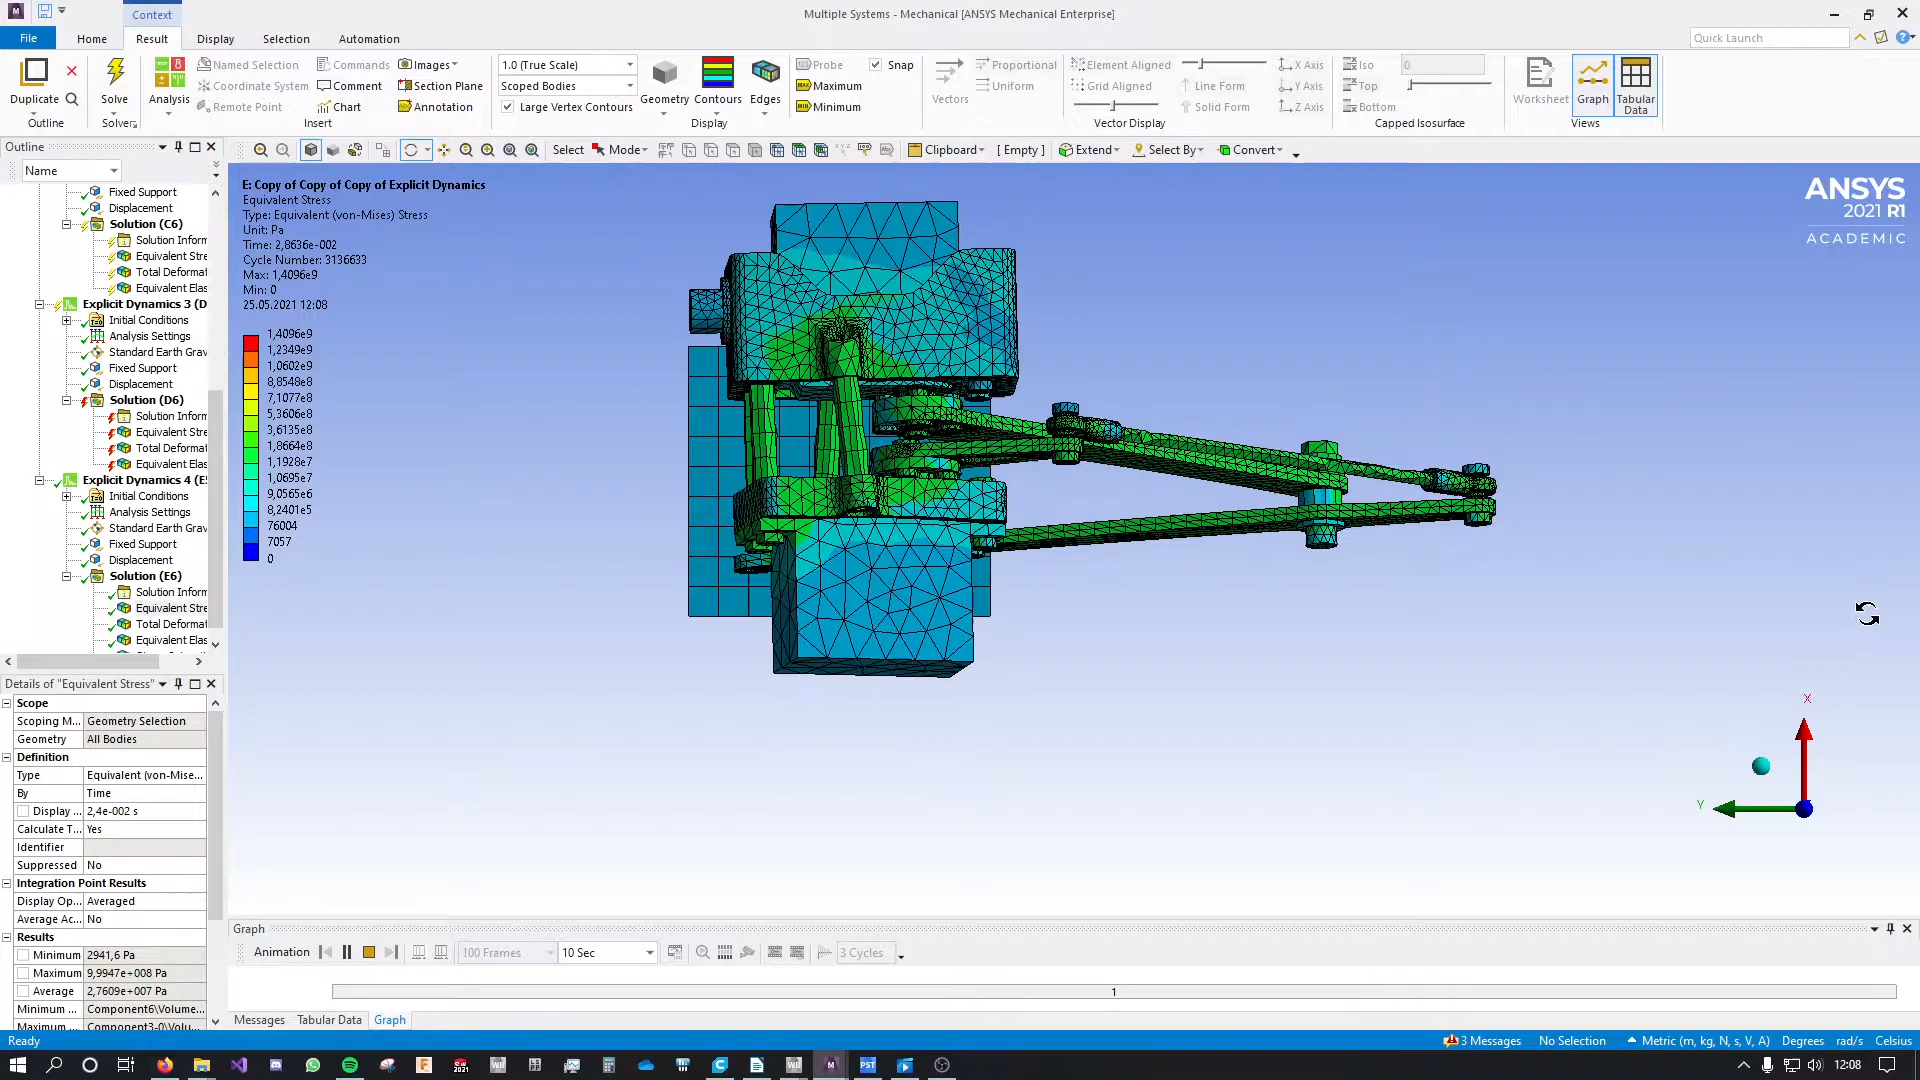 Context
Multiple Systems - Mechanical [ANSYS Mechanical Enterprise]
File
Home
Result
Display
Selection
Automation
Quick Launch
Duplicate
Outline
Solve
Solver
Analysis
Named Selection
Coordinate System
Remote Point
Commands
Comment
Chart
Images
Section Plane
Annotation
Insert
1.0 (True Scale)
Scoped Bodies
Large Vertex Contours
Geometry
Contours
Edges
Display
Probe
Maximum
Minimum
Snap
Vectors
Proportional
Uniform
Element Aligned
Grid Aligned
Line Form
Solid Form
X Axis
Y Axis
Z Axis
Vector Display
Iso
0
Top
Bottom
Capped Isosurface
Worksheet
Graph
Tabular
Data
Views
Outline
Name
Select
Mode
Clipboard
[ Empty ]
Extend
Select By
Convert
Fixed Support
Displacement
Solution (C6)
Solution Inform
Equivalent Stre
Total Deformat
Equivalent Elas
Explicit Dynamics 3 (D
Initial Conditions
Analysis Settings
Standard Earth Grav
Fixed Support
Displacement
Solution (D6)
Solution Inform
Equivalent Stre
Total Deformat
Equivalent Elas
Explicit Dynamics 4 (E5
Initial Conditions
Analysis Settings
Standard Earth Grav
Fixed Support
Displacement
Solution (E6)
Solution Inform
Equivalent Stre
Total Deformat
Equivalent Elas
E: Copy of Copy of Copy of Explicit Dynamics
Equivalent Stress
Type: Equivalent (von-Mises) Stress
Unit: Pa
Time: 2,8636e-002
Cycle Number: 3136633
Max: 1,4096e9
Min: 0
25.05.2021 12:08
1,4096e9
1,2349e9
1,0602e9
8,8548e8
7,1077e8
5,3606e8
3,6135e8
1,8664e8
1,1928e7
1,0695e7
9,0565e6
8,2401e5
76004
7057
0
ANSYS
2021 R1
ACADEMIC
X
Y
Details of "Equivalent Stress"
Scope
Scoping M... Geometry Selection
Geometry All Bodies
Definition
Type Equivalent (von-Mise...
By Time
Display ... 2,4e-002 s
Calculate T... Yes
Identifier
Suppressed No
Integration Point Results
Display Op... Averaged
Average Ac... No
Results
Minimum 2941,6 Pa
Maximum 9,9947e+008 Pa
Average 2,7609e+007 Pa
Minimum ... Component6\Volume...
Maximum ... Component3-0\Volu...
Graph
Animation
100 Frames
10 Sec
3 Cycles
1
Messages
Tabular Data
Graph
Ready
3 Messages
No Selection
Metric (m, kg, N, s, V, A)
Degrees
rad/s
Celsius
2021
WB
WB
M
PST
12:08